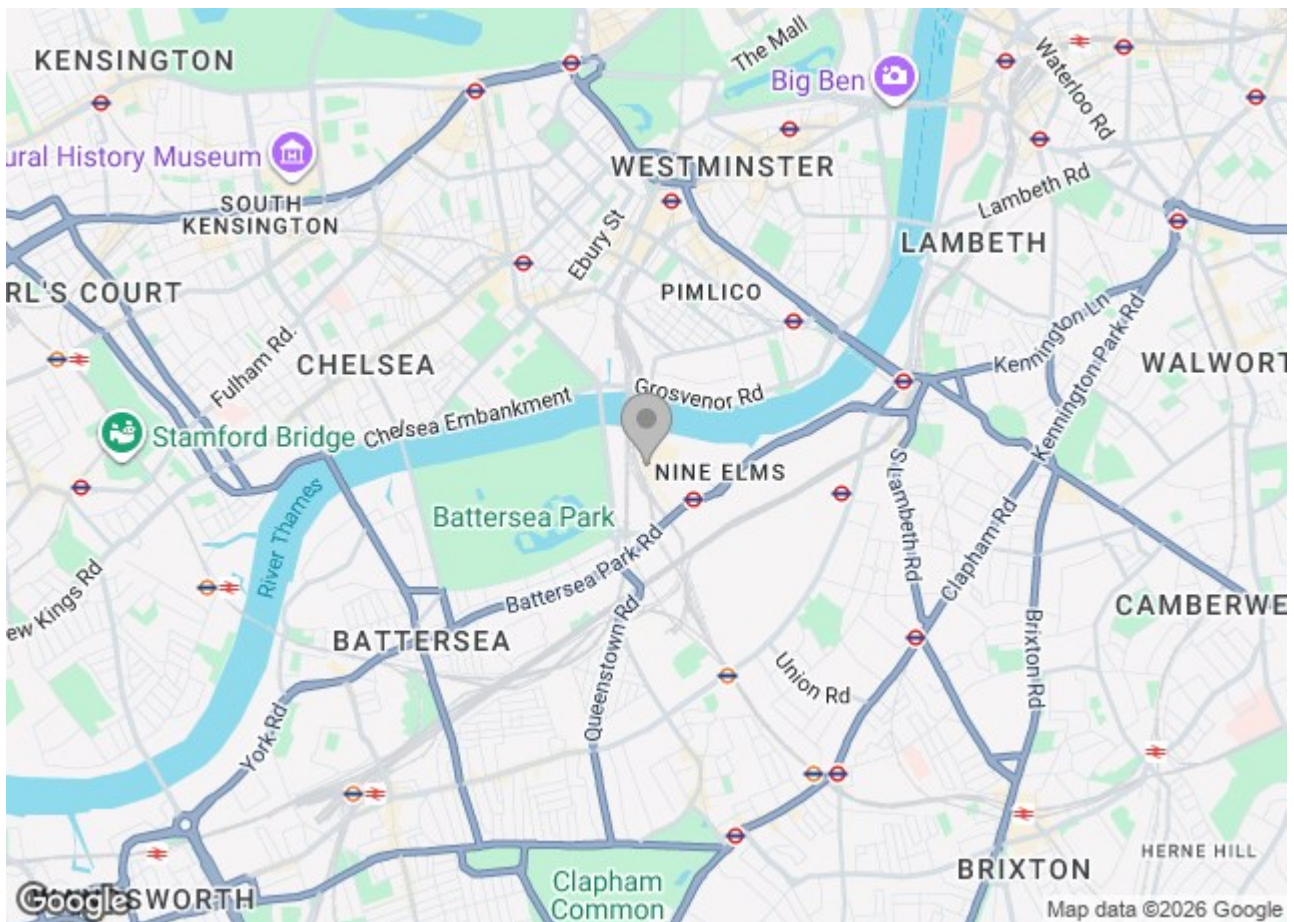 KENSINGTON
The Mall
Big Ben
Waterloo Rd
ural History Museum
WESTMINSTER
SOUTH
KENSINGTON
Ebury St
Lambeth Rd
LAMBETH
RL'S COURT
PIMLICO
Fulham Rd.
CHELSEA
Kennington Ln
Kennington Park Rd
WALWORT
Grosvenor Rd
Chelsea Embankment
Stamford Bridge
NINE ELMS
S Lambeth Rd
River Thames
Battersea Park
Clapham Rd
Battersea Park Rd
ew Kings Rd
CAMBERWE
BATTERSEA
Queenstown Rd
Union Rd
Brixton Rd
York Rd
BRIXTON
HERNE HILL
Clapham
Common
Google
SWORTH
Map data ©2026 Google